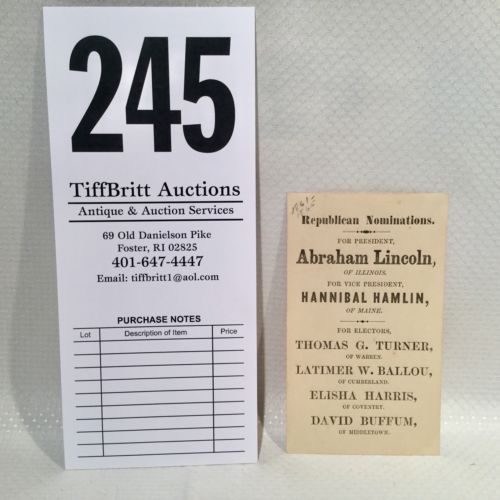 245
TiffBritt Auctions
Antique & Auction Services
69 Old Danielson Pike
Foster, RI 02825
401-647-4447
Email: tiffbritt1@aol.com
PURCHASE NOTES
Lot Description of Item Price
Republican Nominations.
FOR PRESIDENT,
Abraham Lincoln,
OF ILLINOIS.
FOR VICE PRESIDENT,
HANNIBAL HAMLIN,
OF MAINE.
FOR ELECTORS,
THOMAS G. TURNER,
OF WARREN.
LATIMER W. BALLOU,
OF CUMBERLAND.
ELISHA HARRIS,
OF COVENTRY.
DAVID BUFFUM,
OF MIDDLETOWN.